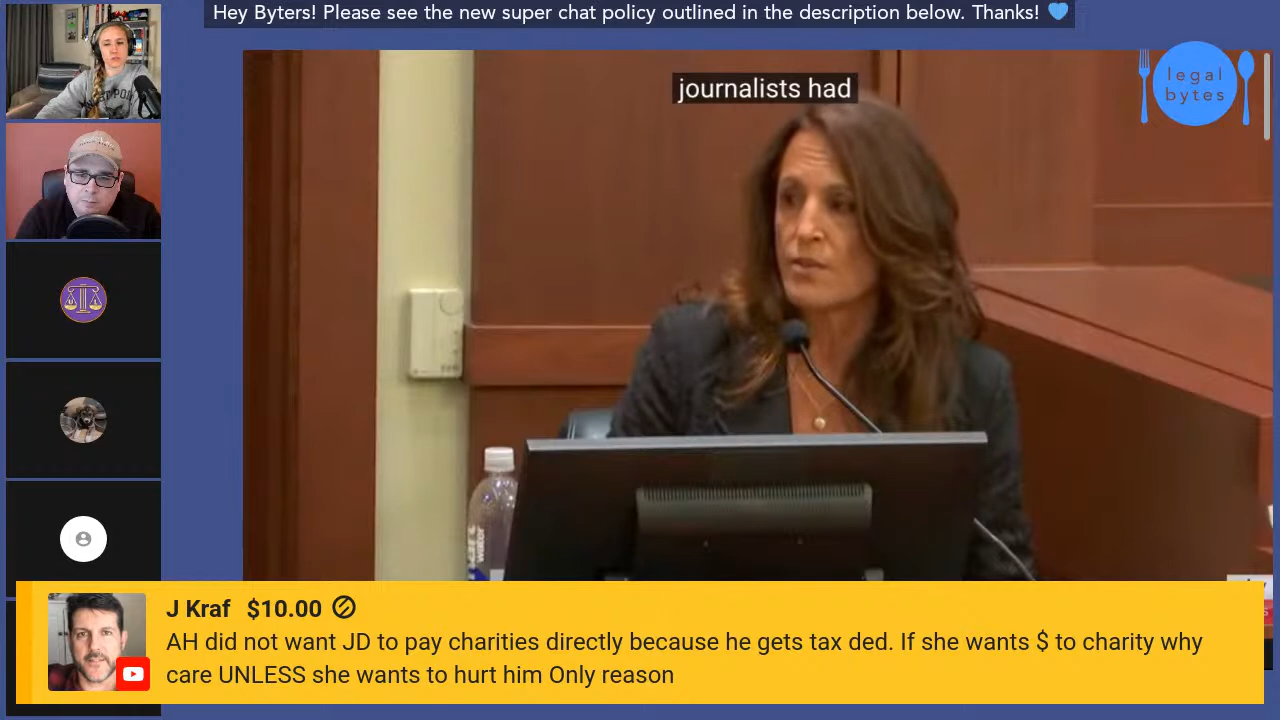 Hey Byters! Please see the new super chat policy outlined in the description below. Thanks!
legal
bytes
journalists had
water
J Kraf $10.00
AH did not want JD to pay charities directly because he gets tax ded. If she wants $ to charity why
care UNLESS she wants to hurt him Only reason